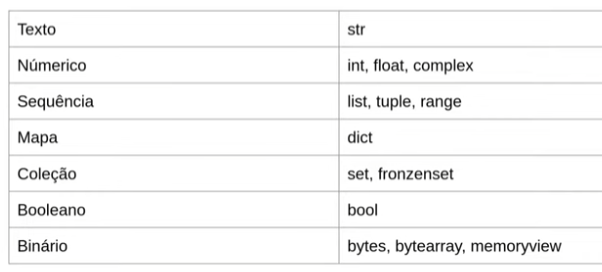 Texto str
Númerico int, float, complex
Sequência list, tuple, range
Mapa dict
Coleção set, fronzenset
Booleano bool
Binário bytes, bytearray, memoryview